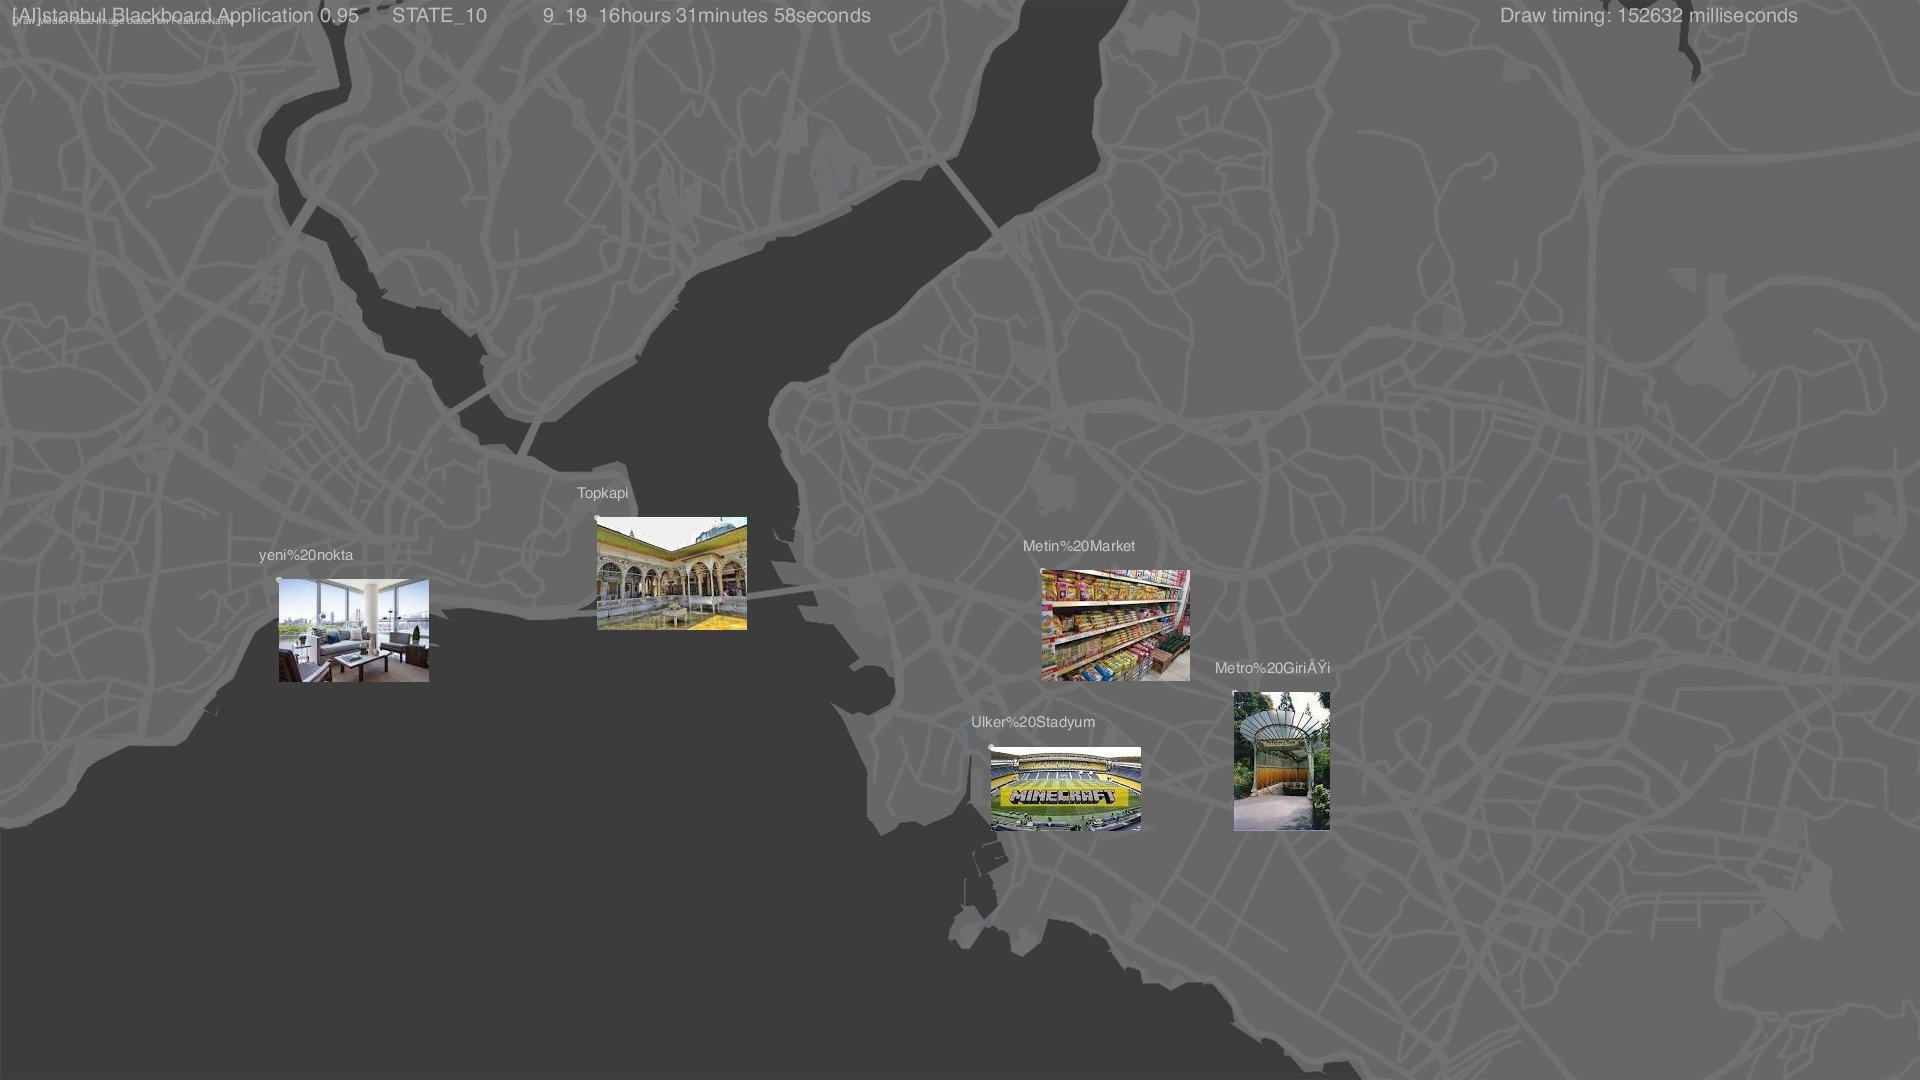 [AI]stanbul Blackboard Application 0.95 STATE_10 9_19 16hours 31minutes 58seconds Draw timing: 152632 milliseconds
Topkapi
Metin%20Market
yeni%20nokta
Metro%20GiriÅŸi
Ulker%20Stadyum
MINECRAFT